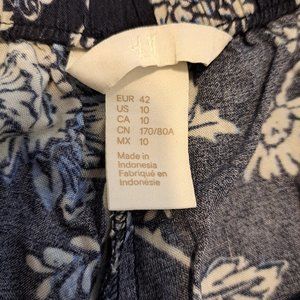 H&M
EUR 42
US 10
CA 10
CN 170/80A
MX 10
Made in
Indonesia
Fabriqué en
Indonésie